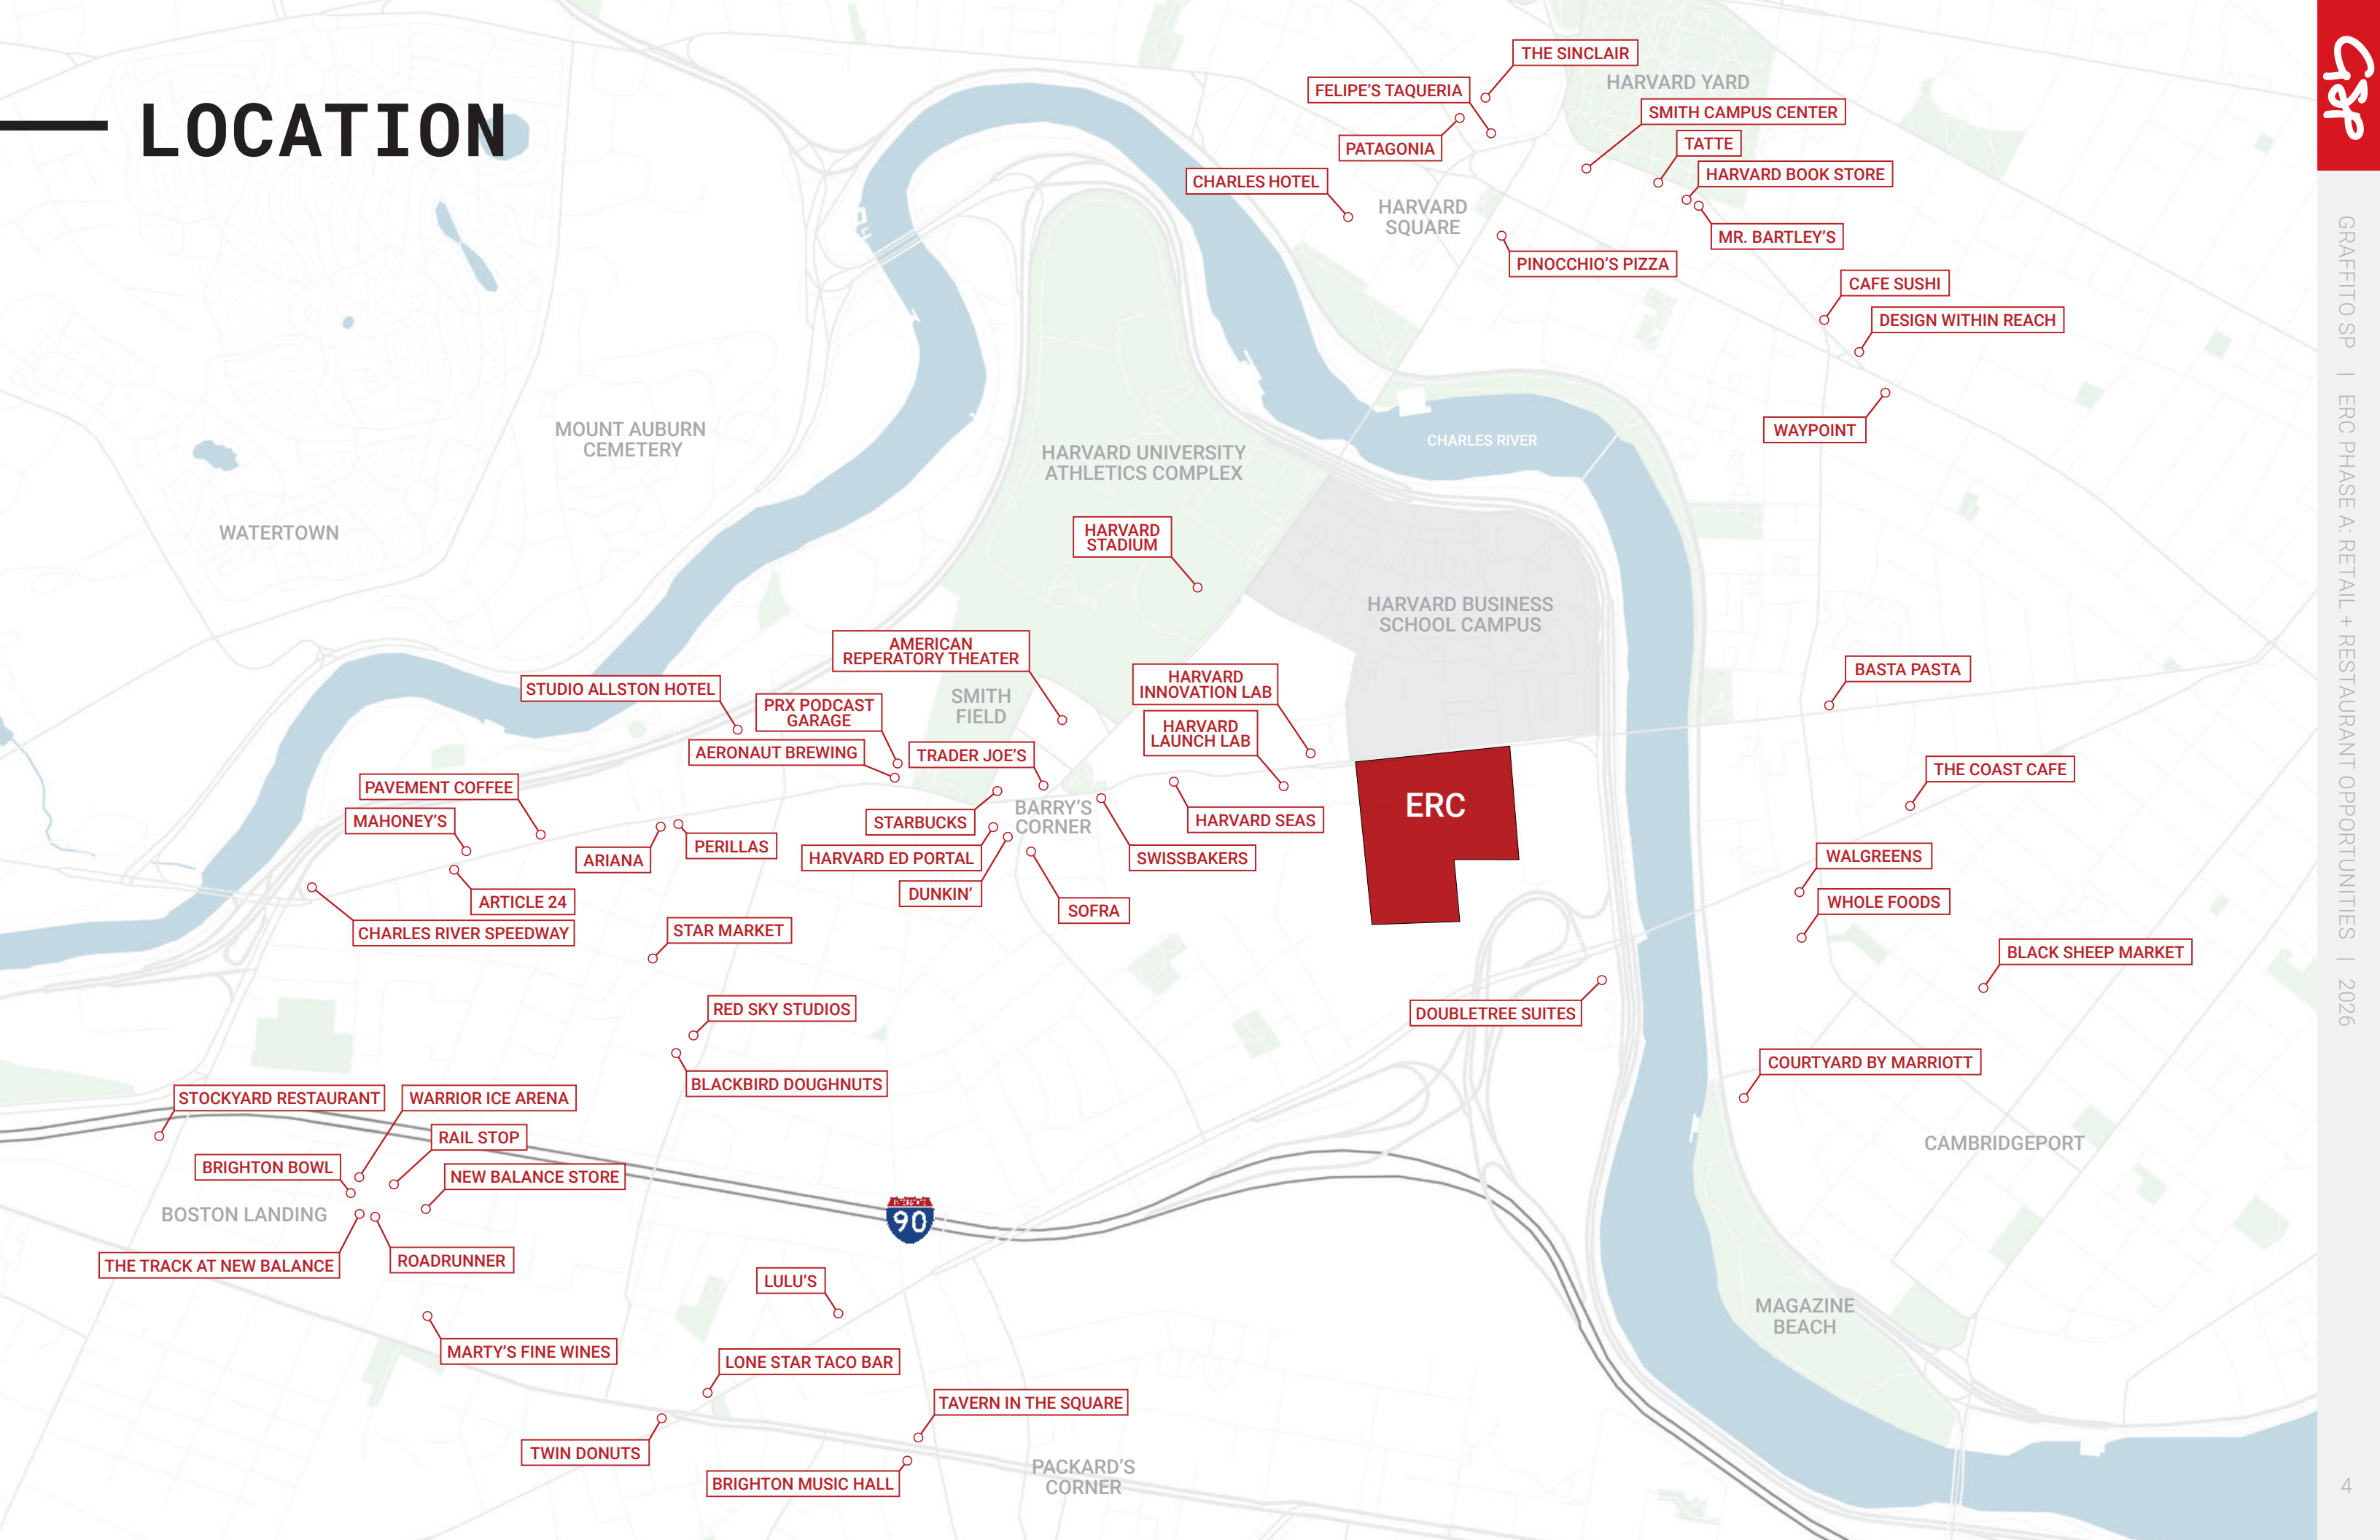 LOCATION
THE SINCLAIR
HARVARD YARD
FELIPE'S TAQUERIA
SMITH CAMPUS CENTER
PATAGONIA
TATTE
CHARLES HOTEL
HARVARD BOOK STORE
HARVARD
SQUARE
MR. BARTLEY'S
PINOCCHIO'S PIZZA
CAFE SUSHI
DESIGN WITHIN REACH
WAYPOINT
CHARLES RIVER
MOUNT AUBURN
CEMETERY
HARVARD UNIVERSITY
ATHLETICS COMPLEX
WATERTOWN
HARVARD
STADIUM
HARVARD BUSINESS
SCHOOL CAMPUS
AMERICAN
REPERATORY THEATER
STUDIO ALLSTON HOTEL
PRX PODCAST
GARAGE
SMITH
FIELD
HARVARD
INNOVATION LAB
HARVARD
LAUNCH LAB
BASTA PASTA
AERONAUT BREWING
TRADER JOE'S
THE COAST CAFE
PAVEMENT COFFEE
MAHONEY'S
STARBUCKS
BARRY'S
CORNER
HARVARD SEAS
ERC
ARIANA
PERILLAS
HARVARD ED PORTAL
SWISSBAKERS
WALGREENS
DUNKIN'
ARTICLE 24
SOFRA
WHOLE FOODS
CHARLES RIVER SPEEDWAY
STAR MARKET
BLACK SHEEP MARKET
RED SKY STUDIOS
DOUBLETREE SUITES
BLACKBIRD DOUGHNUTS
COURTYARD BY MARRIOTT
STOCKYARD RESTAURANT
WARRIOR ICE ARENA
RAIL STOP
CAMBRIDGEPORT
BRIGHTON BOWL
NEW BALANCE STORE
BOSTON LANDING
90
THE TRACK AT NEW BALANCE
ROADRUNNER
LULU'S
MAGAZINE
BEACH
MARTY'S FINE WINES
LONE STAR TACO BAR
TAVERN IN THE SQUARE
TWIN DONUTS
BRIGHTON MUSIC HALL
PACKARD'S
CORNER
GSP
GRAFFITO SP | ERC PHASE A: RETAIL + RESTAURANT OPPORTUNITIES | 2026
4